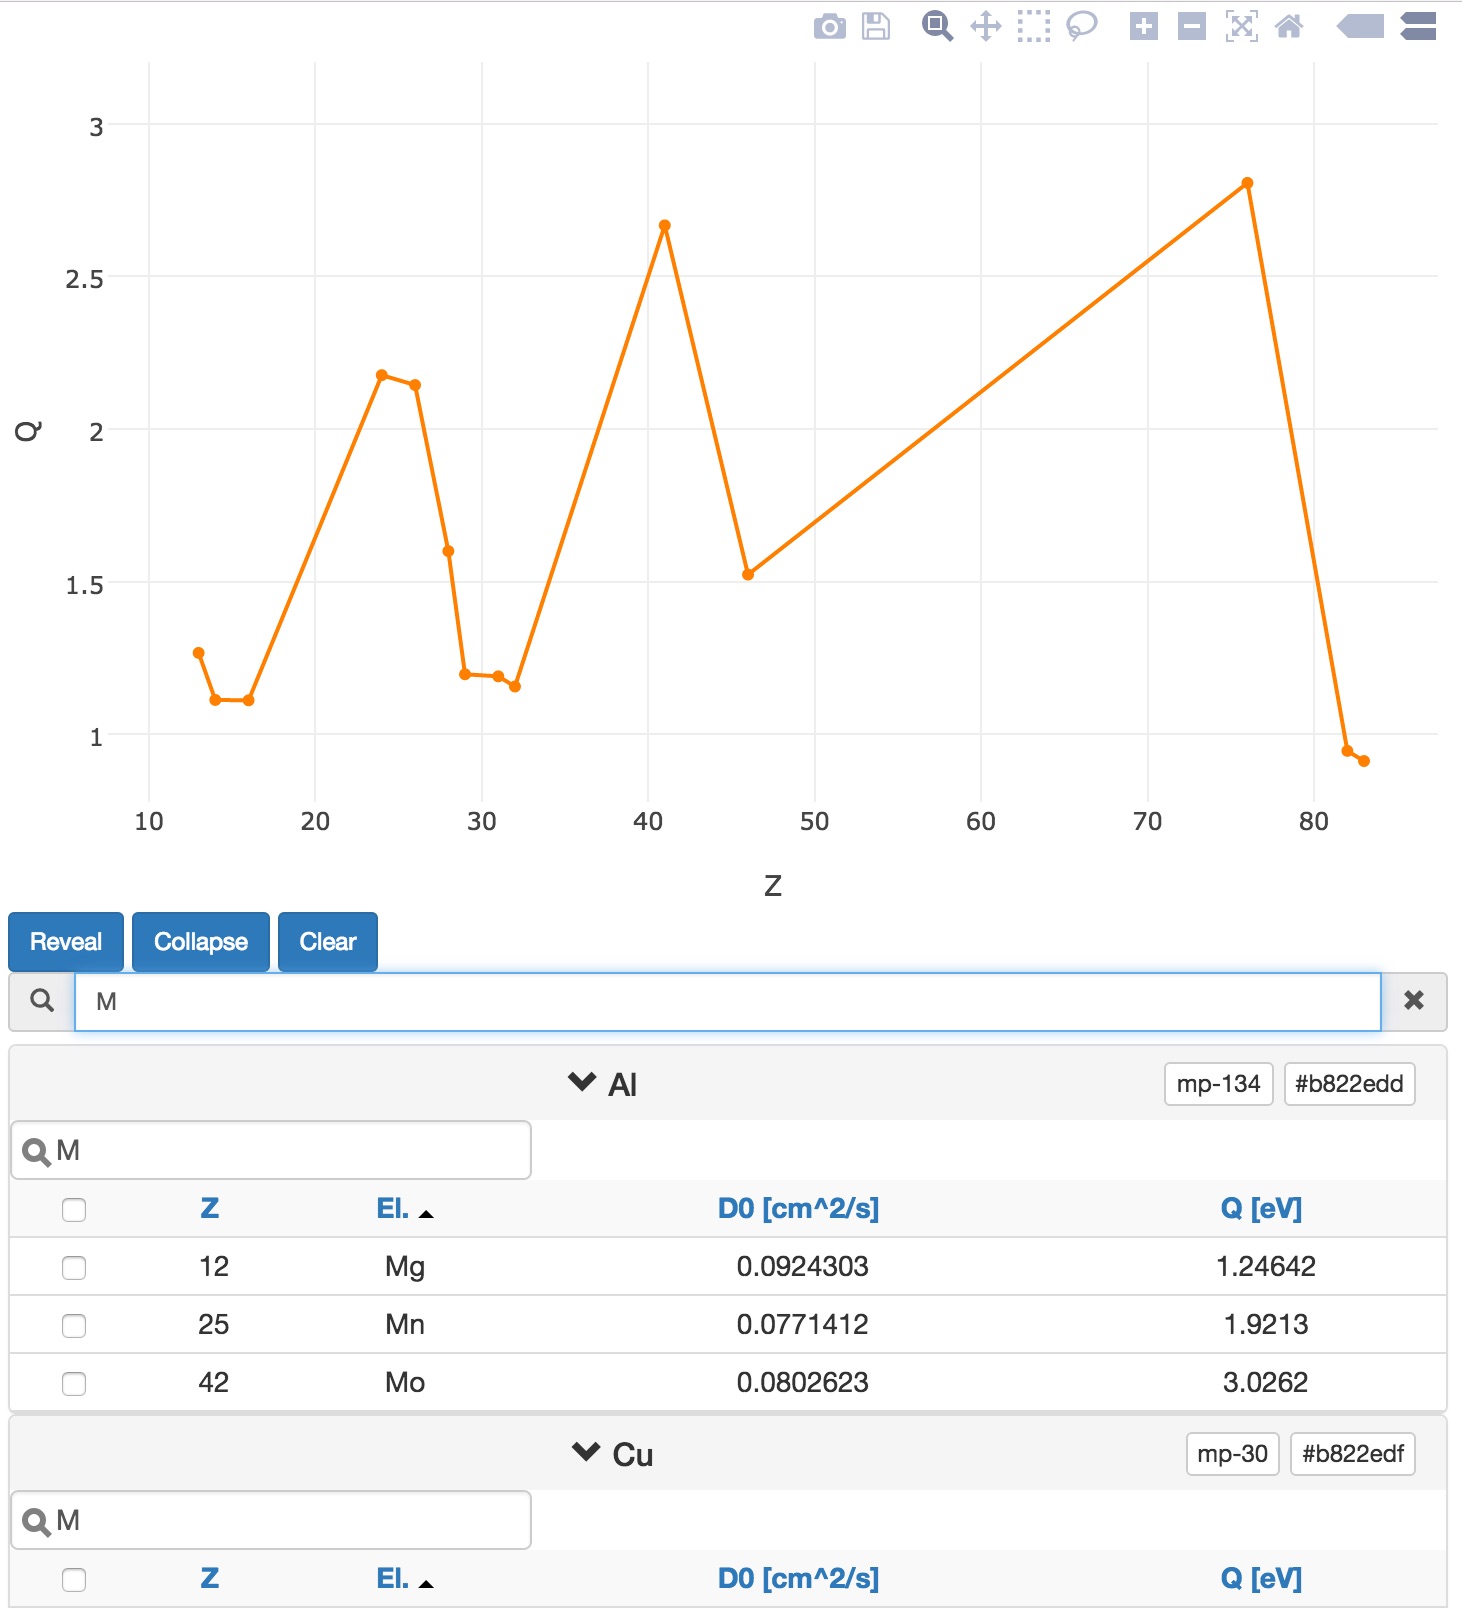 3
2.5
2
1.5
1
Q
10 20 30 40 50 60 70 80
Z
Reveal Collapse Clear
M
Al mp-134 #b822edd
M
Z El. D0 [cm^2/s] Q [eV]
12 Mg 0.0924303 1.24642
25 Mn 0.0771412 1.9213
42 Mo 0.0802623 3.0262
Cu mp-30 #b822edf
M
Z El. D0 [cm^2/s] Q [eV]